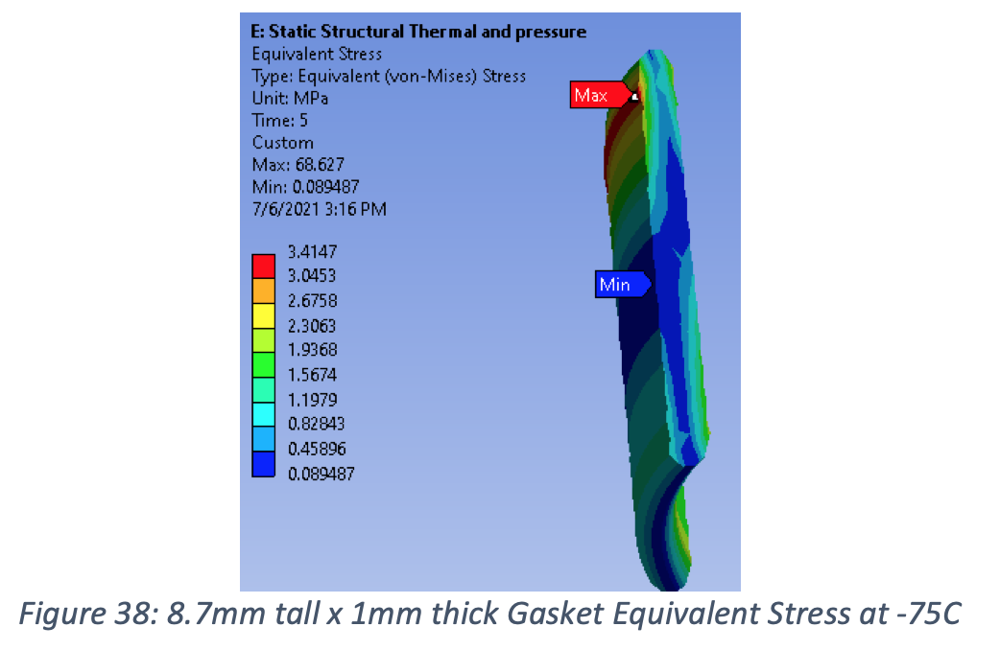 E: Static Structural Thermal and pressure
Equivalent Stress
Type: Equivalent (von-Mises) Stress
Unit: MPa
Time: 5
Custom
Max: 68.627
Min: 0.089487
7/6/2021 3:16 PM
Max
3.4147
3.0453
2.6758
2.3063
1.9368
1.5674
1.1979
0.82843
0.45896
0.089487
Min
Figure 38: 8.7mm tall x 1mm thick Gasket Equivalent Stress at -75C